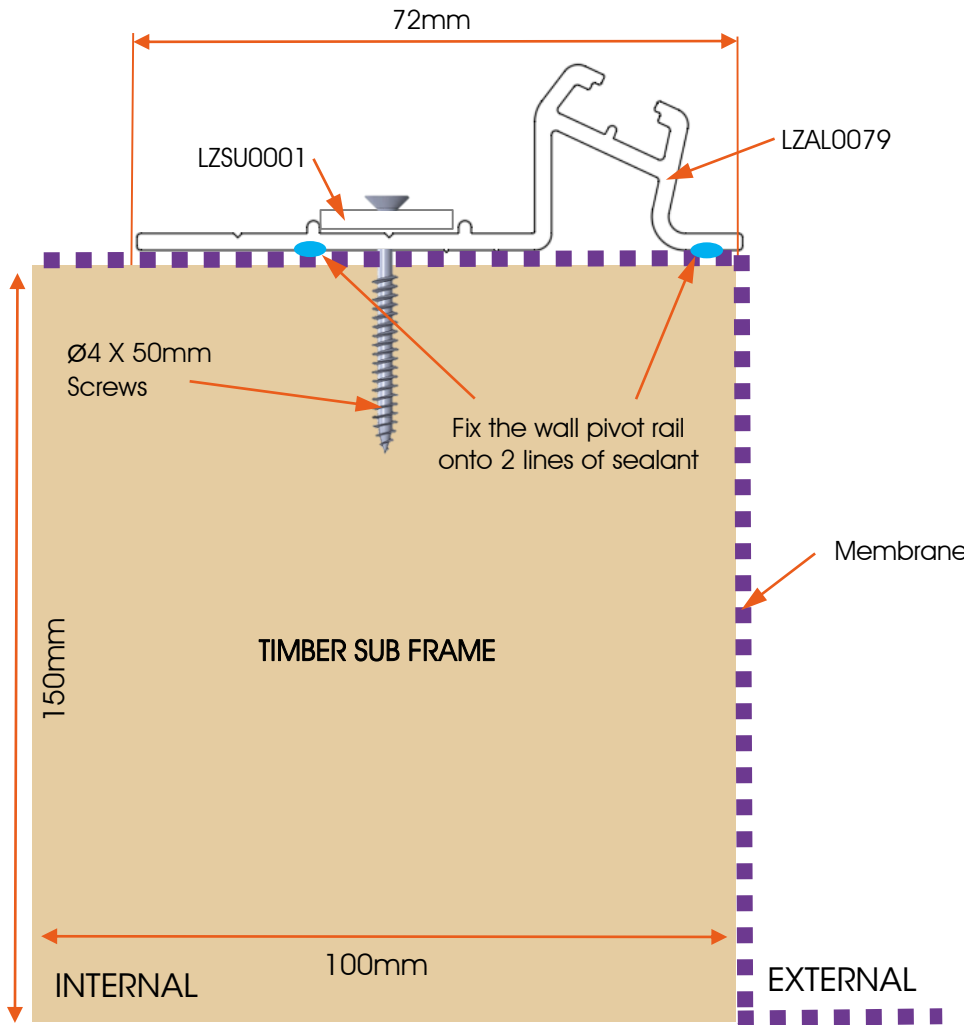 72mm
LZAL0079
LZSU0001
Ø4 X 50mm
Screws
Fix the wall pivot rail
onto 2 lines of sealant
Membrane
TIMBER SUB FRAME
150mm
100mm
INTERNAL
EXTERNAL